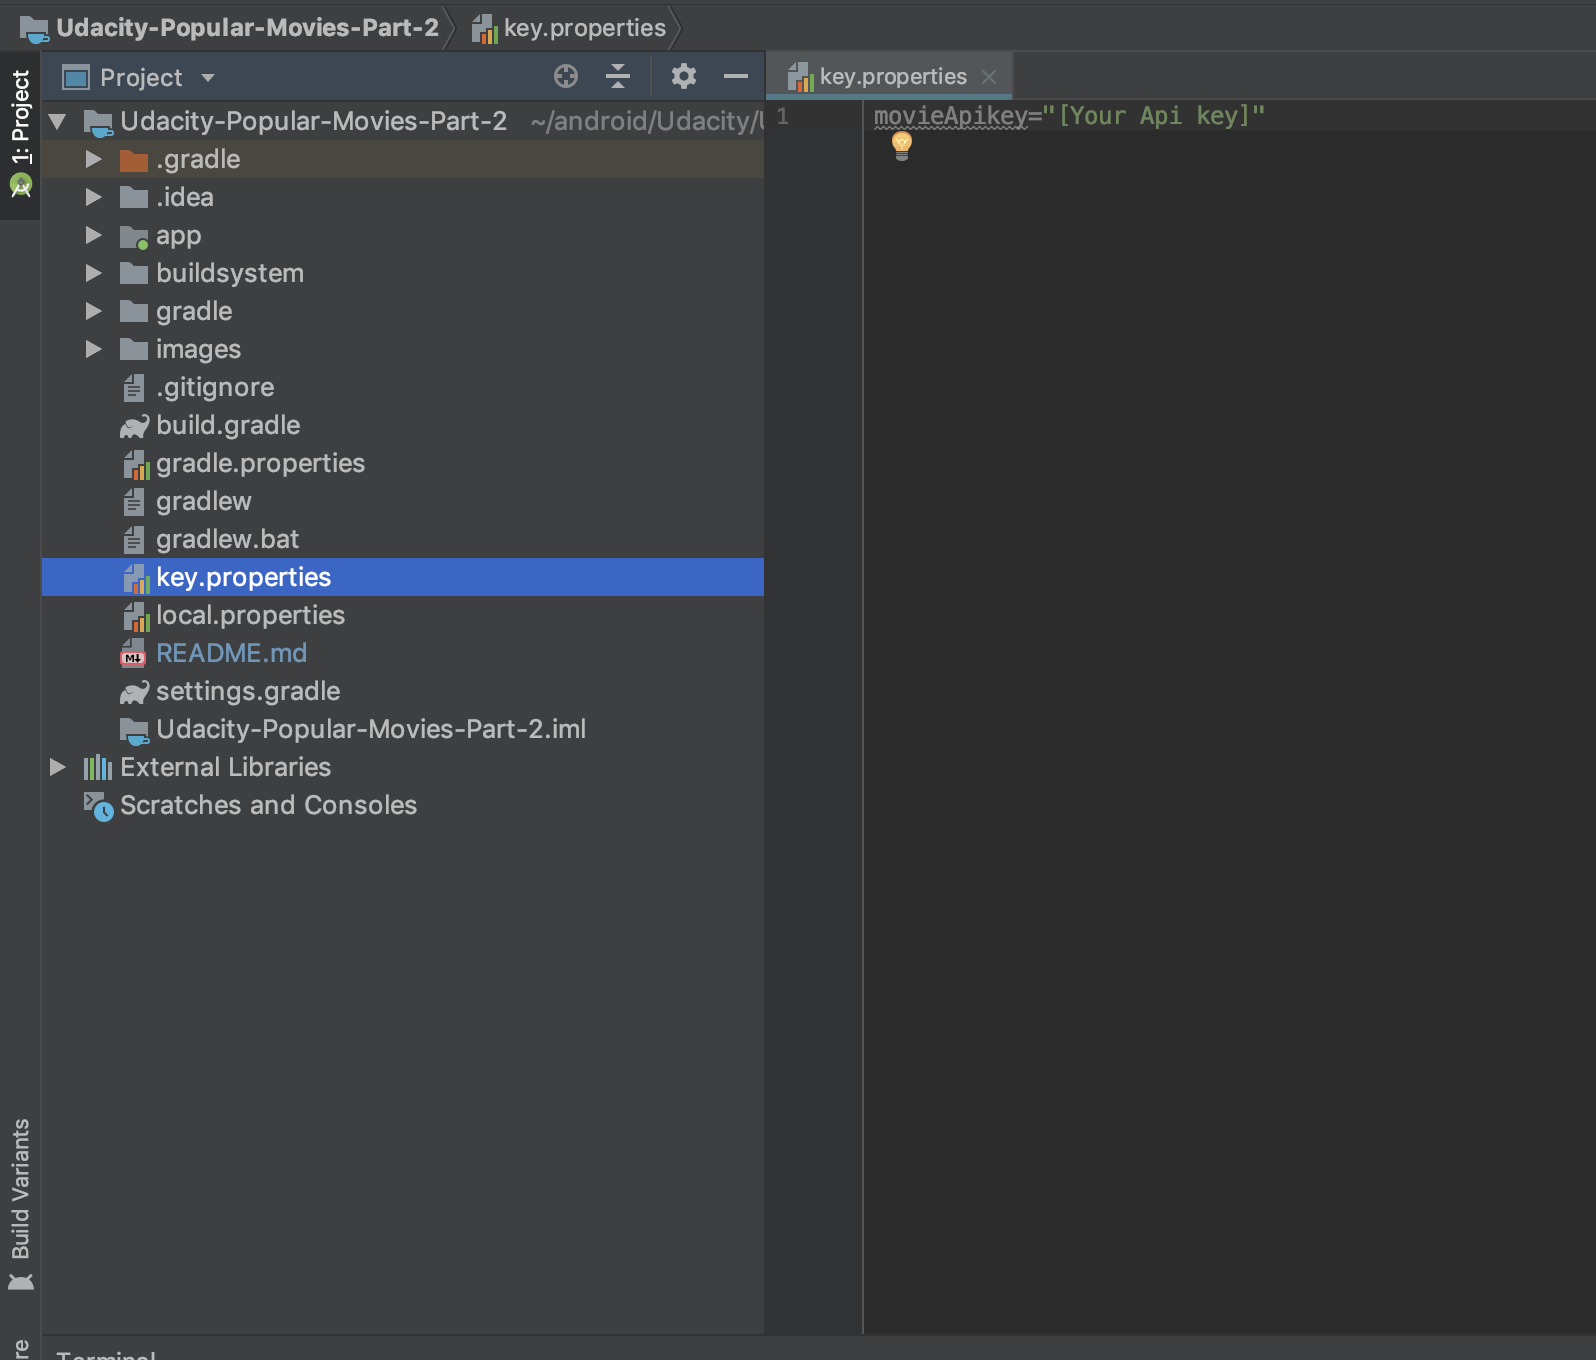 Udacity-Popular-Movies-Part-2 key.properties
1: Project
Project
key.properties
Udacity-Popular-Movies-Part-2 ~/android/Udacity/
1 movieApikey="[Your Api key]"
.gradle
.idea
app
buildsystem
gradle
images
.gitignore
build.gradle
gradle.properties
gradlew
gradlew.bat
key.properties
local.properties
README.md
settings.gradle
Udacity-Popular-Movies-Part-2.iml
External Libraries
Scratches and Consoles
Build Variants
re
Terminal